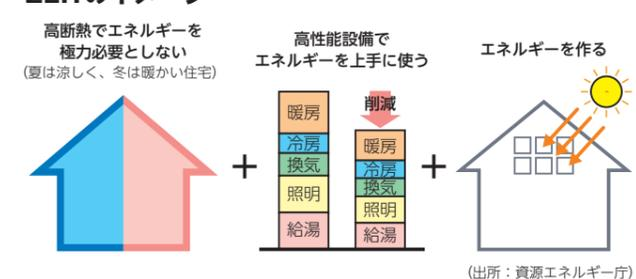 高断熱でエネルギーを
極力必要としない
(夏は涼しく、冬は暖かい住宅)
高性能設備で
エネルギーを上手に使う
エネルギーを作る
削減
暖房
冷房
換気
照明
給湯
暖房
冷房
換気
照明
給湯
+
+
(出所：資源エネルギー庁)